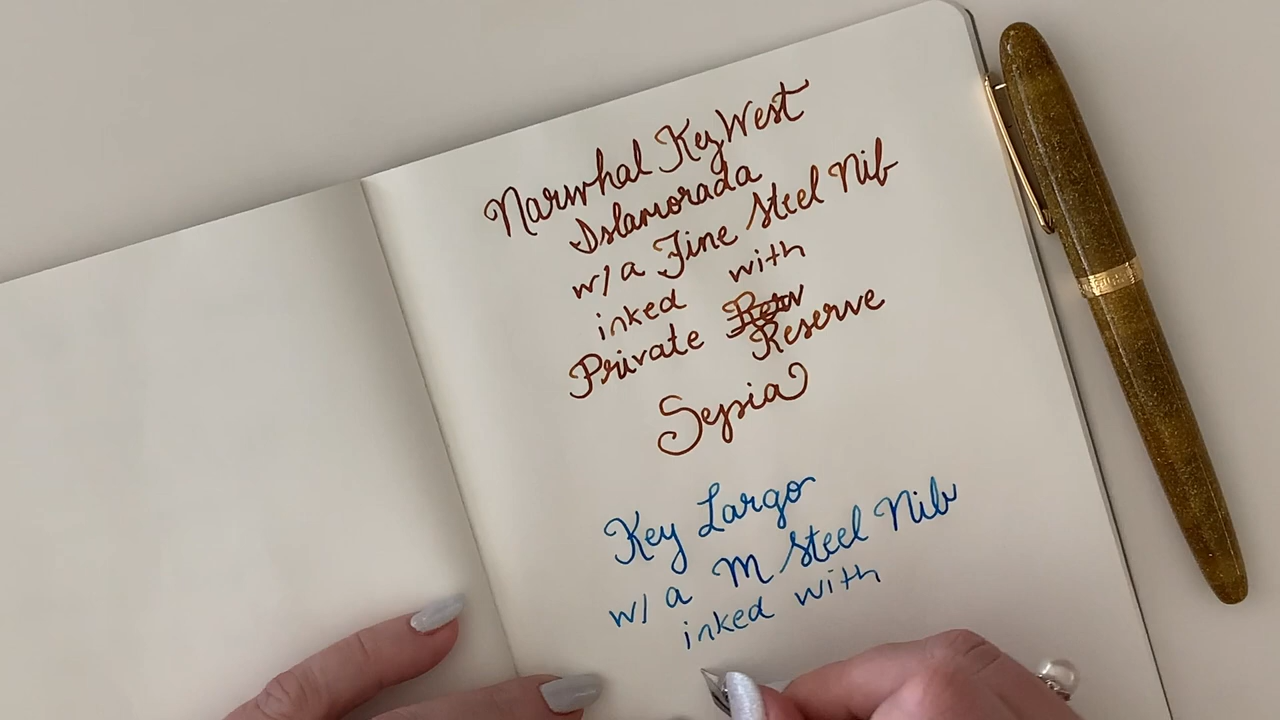 Narwhal Key West
Islamorada
w/ a Fine Steel Nib
inked with
Private Reserve
Sepia
Key Largo
w/ a M Steel Nib
inked with